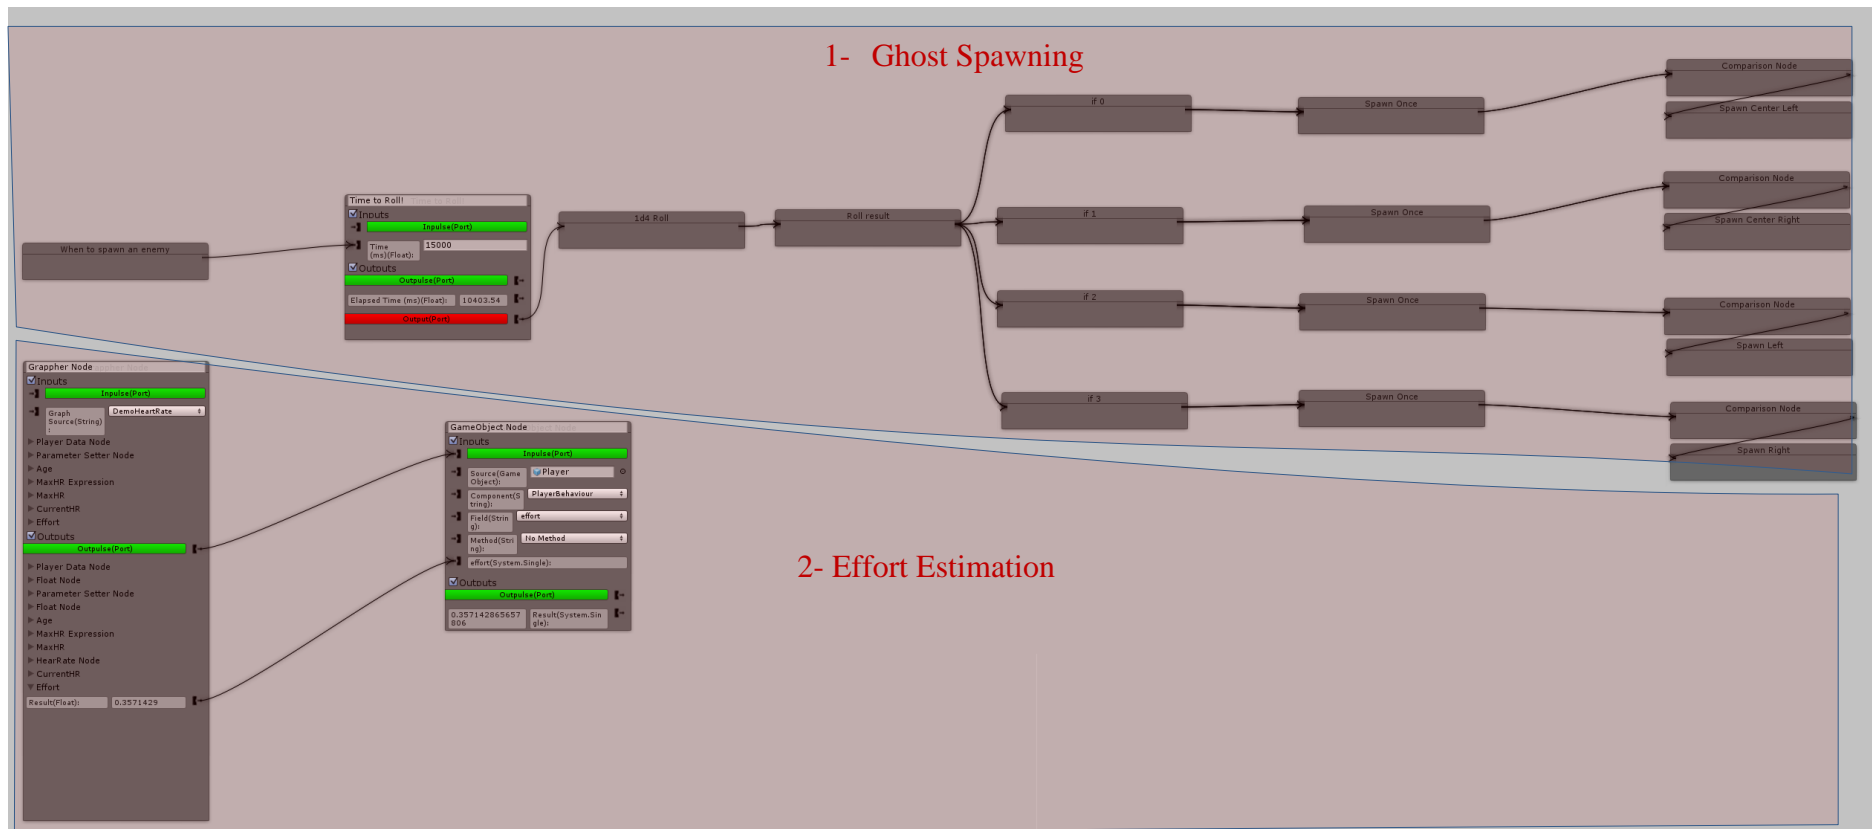 1- Ghost Spawning
When to spawn an enemy
Time to Roll!
Inputs
Inpulse(Port)
Time
(ms)(Float):
15000
Outputs
Outpulse(Port)
Elapsed Time (ms)(Float):
10403.54
Output(Port)
1d4 Roll
Roll result
if 0
Spawn Once
Comparison Node
Spawn Center Left
if 1
Spawn Once
Comparison Node
Spawn Center Right
if 2
Spawn Once
Comparison Node
Spawn Left
if 3
Spawn Once
Comparison Node
Spawn Right
2- Effort Estimation
Grappher Node
Inputs
Inpulse(Port)
Graph
Source(String)
:
DemoHeartRate
Player Data Node
Parameter Setter Node
Age
MaxHR Expression
MaxHR
CurrentHR
Effort
Outputs
Outpulse(Port)
Player Data Node
Float Node
Parameter Setter Node
Float Node
Age
MaxHR Expression
MaxHR
HearRate Node
CurrentHR
Effort
Result(Float):
0.3571429
GameObject Node
Inputs
Inpulse(Port)
Source(Game
Object):
Player
Component(S
tring):
PlayerBehaviour
Field(Strin
g):
effort
Method(Stri
ng):
No Method
effort(System.Single):
Outputs
Outpulse(Port)
0.357142865657
806
Result(System.Sin
gle):